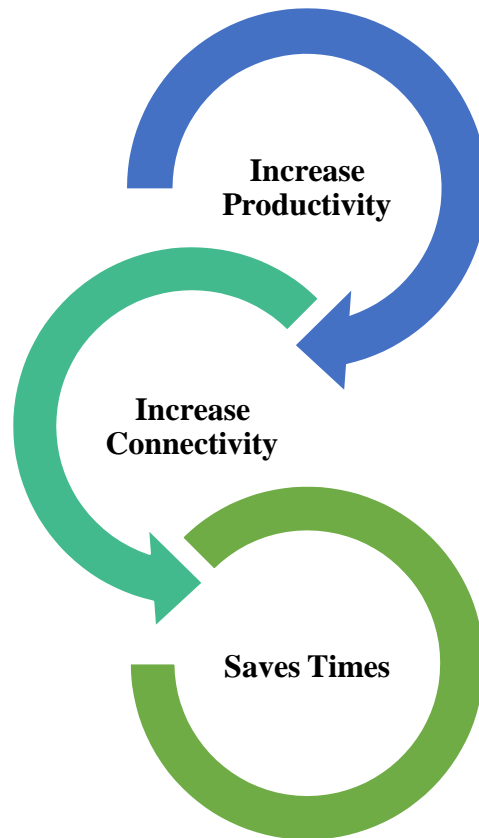 Increase
Productivity
Increase
Connectivity
Saves Times